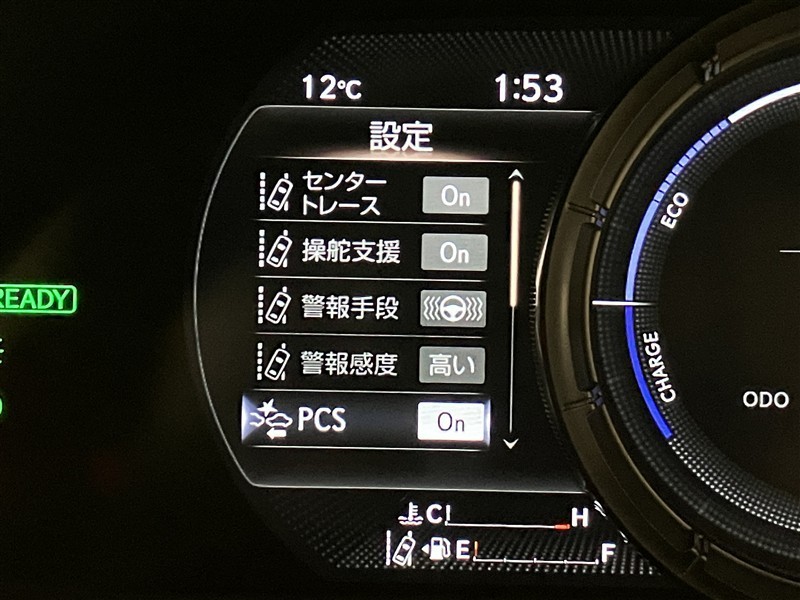 12℃ 1:53
設定
センター
トレース On
操舵支援 On
警報手段
警報感度 高い
PCS On
READY
ECO
CHARGE
ODO
C H
E F